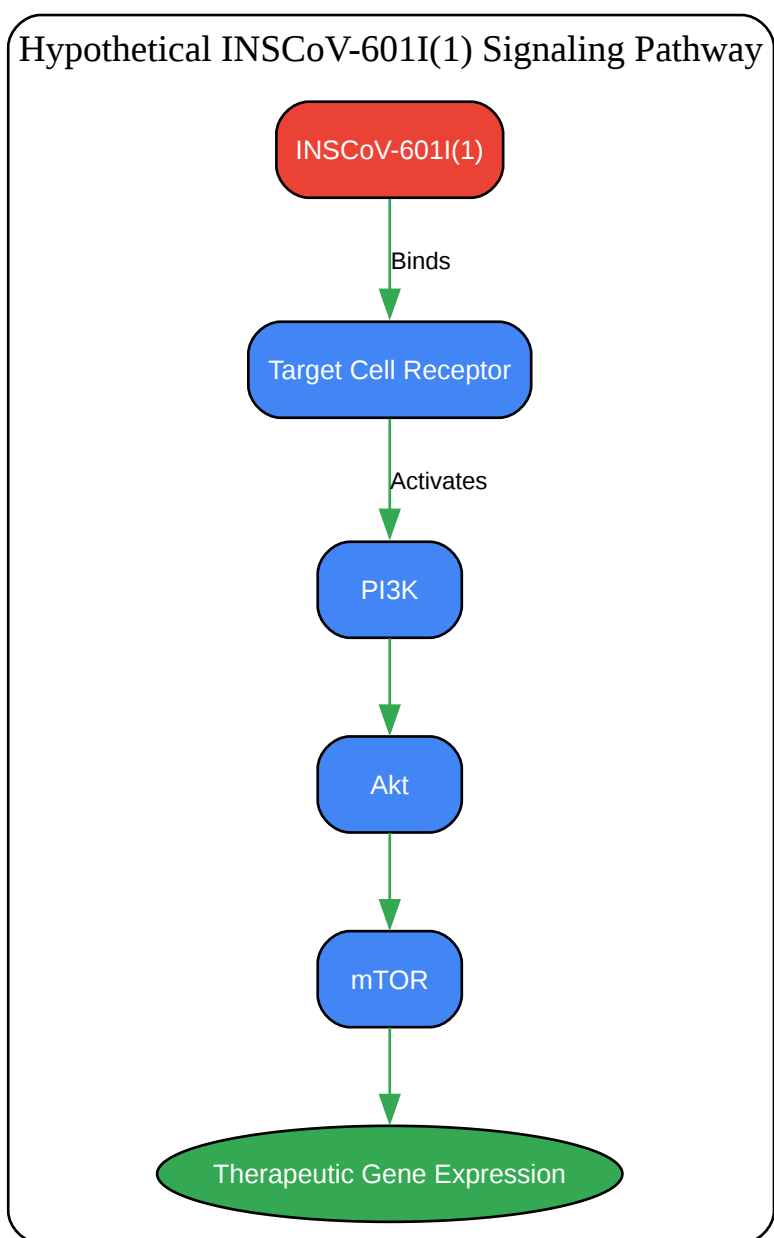 Hypothetical INSCoV-601I(1) Signaling Pathway
INSCoV-601I(1)
Binds
Target Cell Receptor
Activates
PI3K
Akt
mTOR
Therapeutic Gene Expression